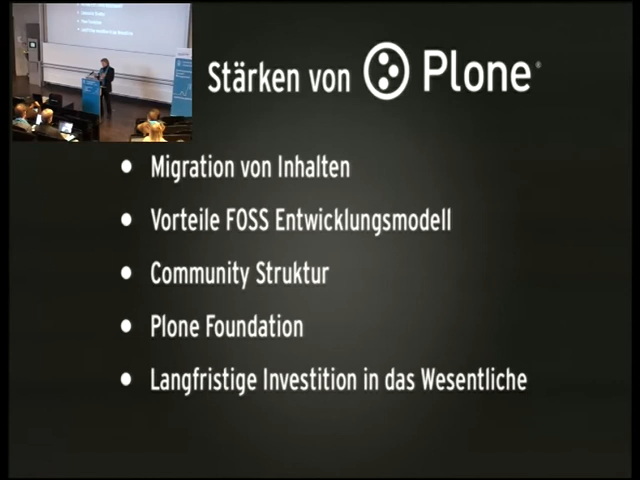 Stärken von Plone®
Migration von Inhalten
Vorteile FOSS Entwicklungsmodell
Community Struktur
Plone Foundation
Langfristige Investition in das Wesentliche